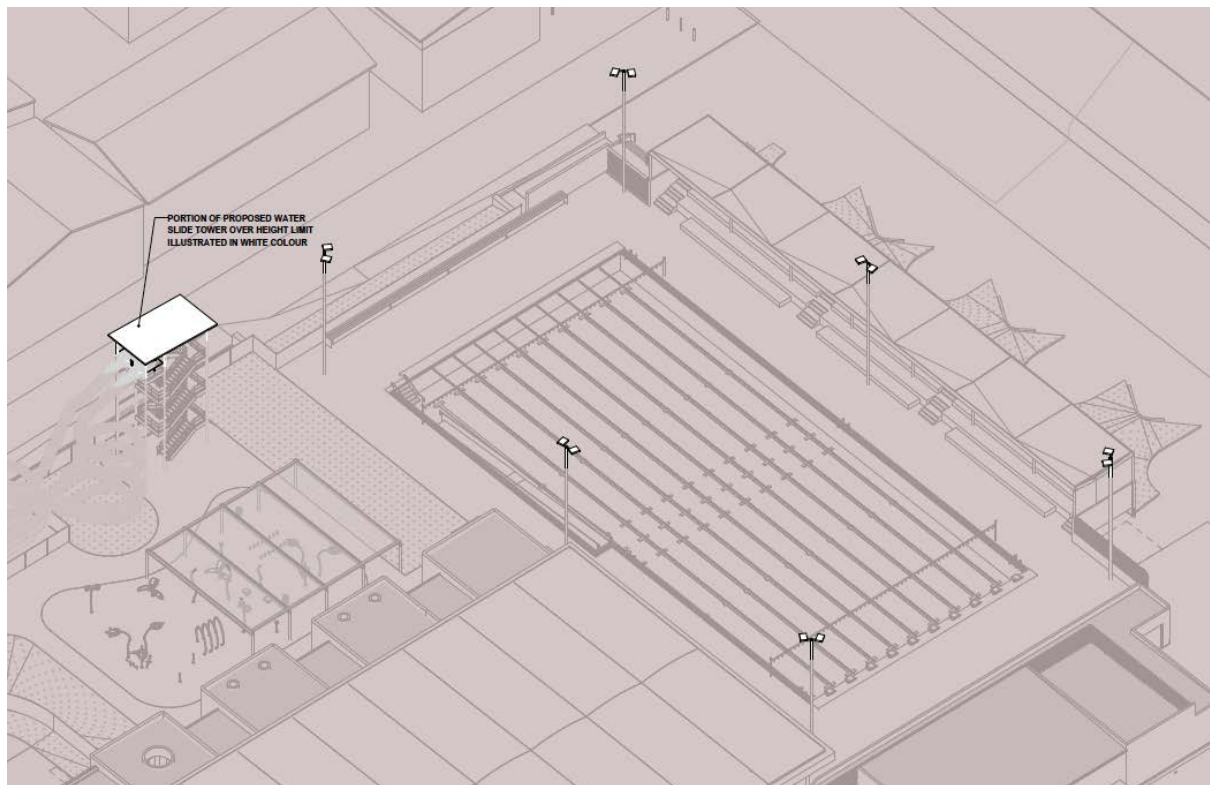 PORTION OF PROPOSED WATER
SLIDE TOWER OVER HEIGHT LIMIT
ILLUSTRATED IN WHITE COLOUR